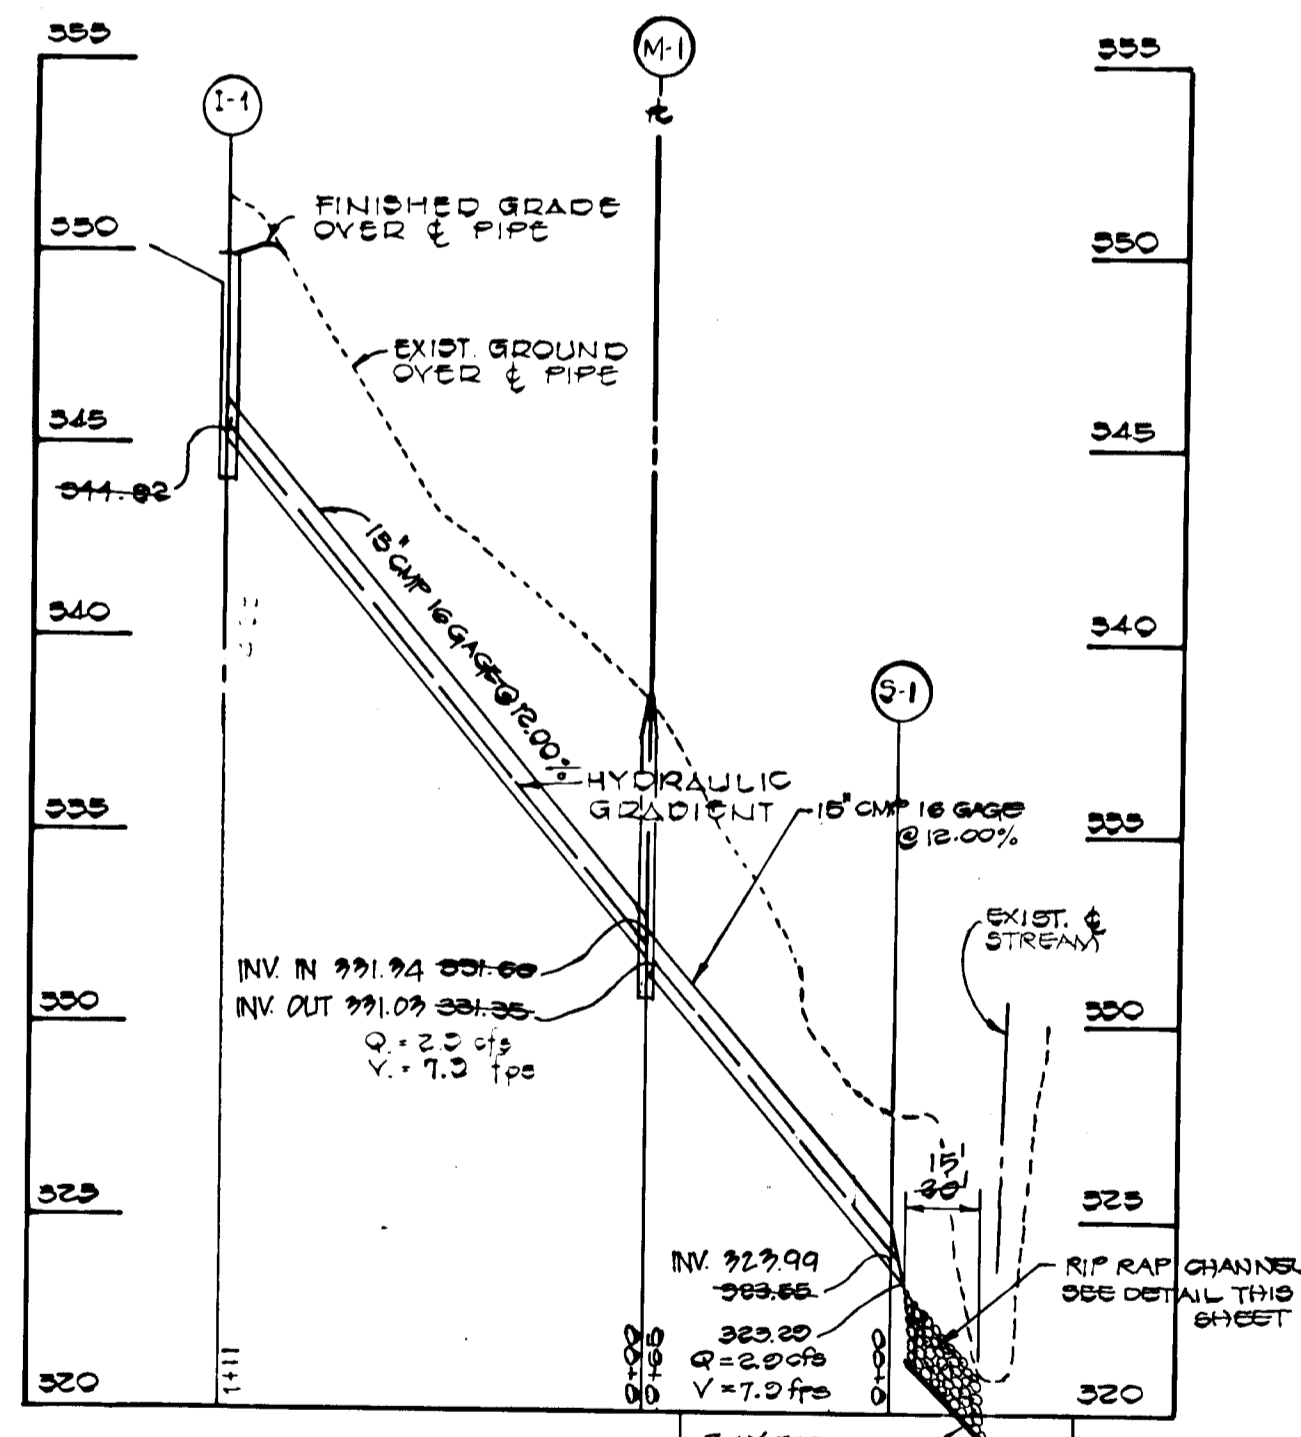 355
M-1
355
I-1
℄
FINISHED GRADE
OVER ℄ PIPE
350
350
EXIST. GROUND
OVER ℄ PIPE
345
345
344.82
15" CMP 16 GAGE @ 12.00%
340
340
S-1
HYDRAULIC
GRADIENT
15" CMP 16 GAGE
@ 12.00%
335
335
EXIST. ℄
STREAM
INV. IN 331.34 331.66
INV. OUT 331.03 331.35
330
330
Q. = 2.9 cfs
V. = 7.9 fps
15'
30'
325
325
INV. 323.99
RIP RAP CHANNEL
SEE DETAIL THIS
SHEET
323.29
Q = 2.9 cfs
V = 7.9 fps
1+11
0+00
0+65
0+00
320
320